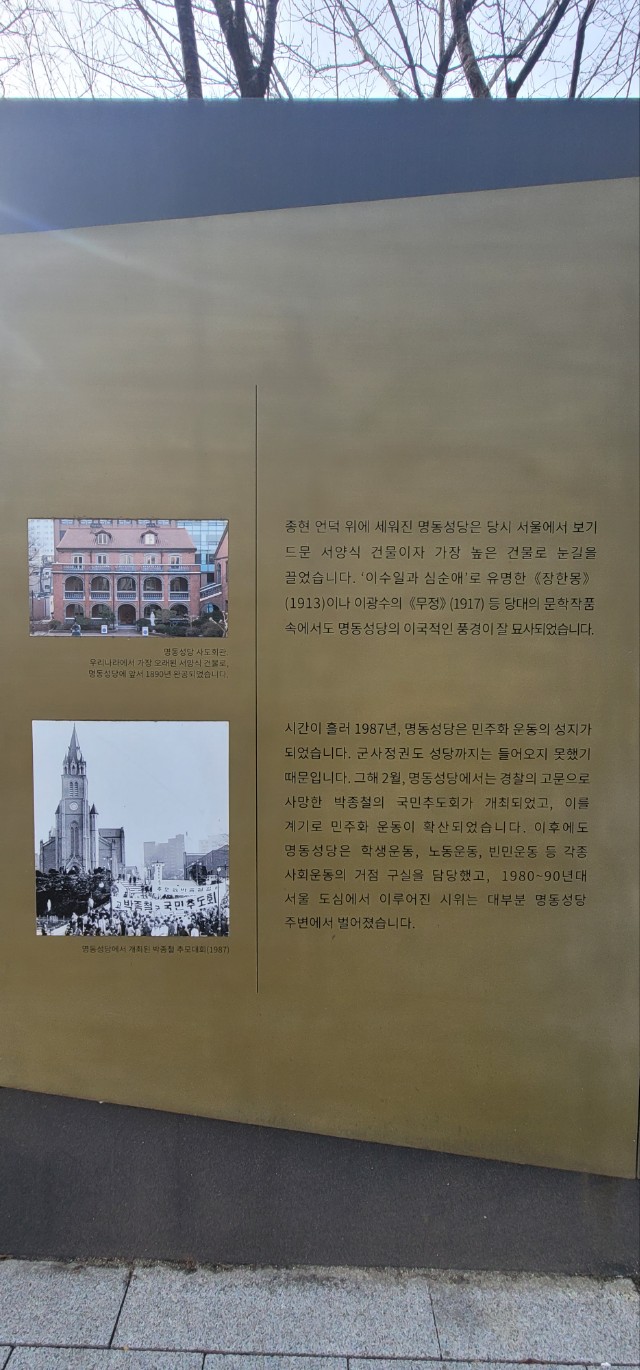 종현 언덕 위에 세워진 명동성당은 당시 서울에서 보기
드문 서양식 건물이자 가장 높은 건물로 눈길을
끌었습니다. ‘이수일과 심순애’로 유명한 《장한몽》
(1913)이나 이광수의 《무정》(1917) 등 당대의 문학작품
속에서도 명동성당의 이국적인 풍경이 잘 묘사되었습니다.
명동성당 사도회관.
우리나라에서 가장 오래된 서양식 건물로,
명동성당에 앞서 1890년 완공되었습니다.
시간이 흘러 1987년, 명동성당은 민주화 운동의 성지가
되었습니다. 군사정권도 성당까지는 들어오지 못했기
때문입니다. 그해 2월, 명동성당에서는 경찰의 고문으로
사망한 박종철의 국민추도회가 개최되었고, 이를
계기로 민주화 운동이 확산되었습니다. 이후에도
명동성당은 학생운동, 노동운동, 빈민운동 등 각종
사회운동의 거점 구실을 담당했고, 1980~90년대
서울 도심에서 이루어진 시위는 대부분 명동성당
주변에서 벌어졌습니다.
고 박종철군 국민추도회
명동성당에서 개최된 박종철 추모대회(1987)